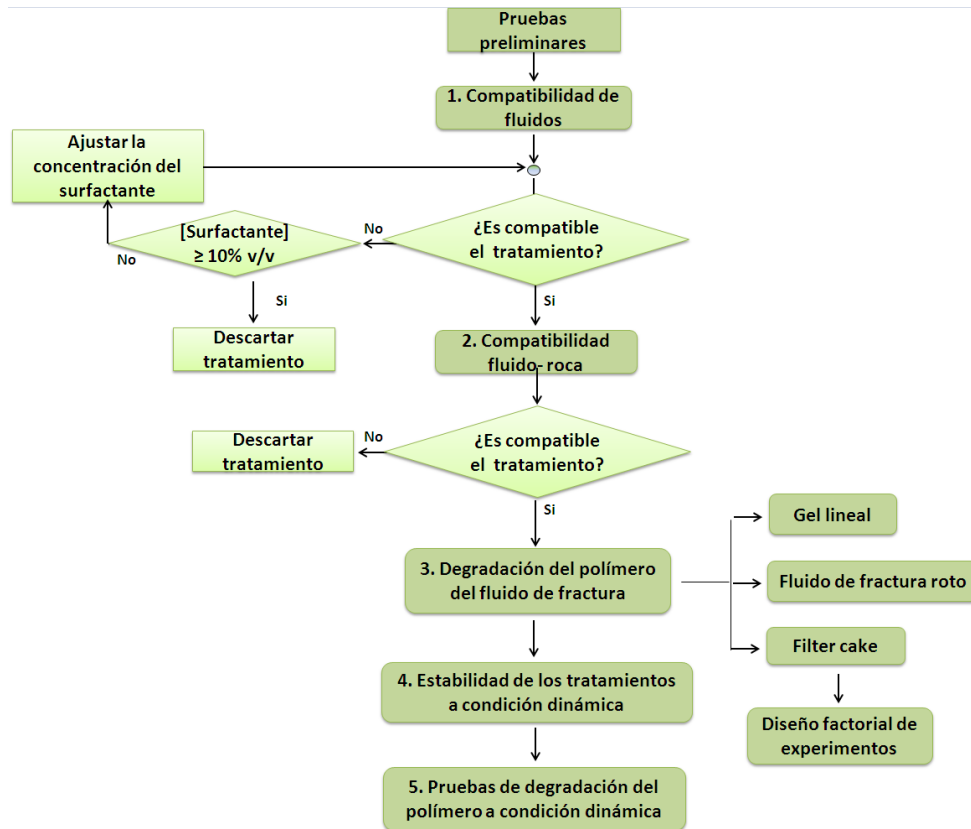 Pruebas
preliminares
1. Compatibilidad de
fluidos
Ajustar la
concentración del
surfactante
[Surfactante]
≥ 10% v/v
No
No
¿Es compatible
el tratamiento?
Si
Si
Descartar
tratamiento
2. Compatibilidad
fluido- roca
Descartar
tratamiento
No
¿Es compatible
el tratamiento?
Si
3. Degradación del polímero
del fluido de fractura
Gel lineal
Fluido de fractura roto
Filter cake
Diseño factorial de
experimentos
4. Estabilidad de los tratamientos
a condición dinámica
5. Pruebas de degradación del
polímero a condición dinámica